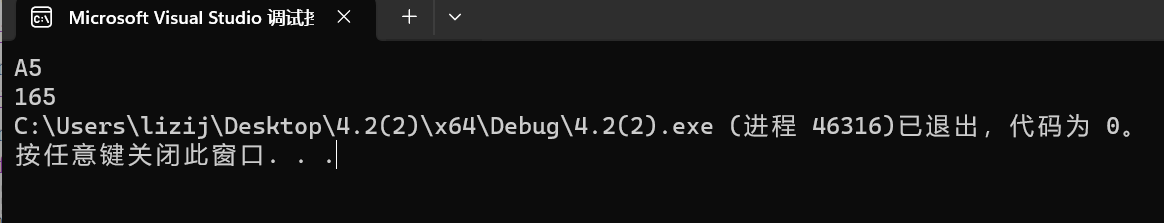 Microsoft Visual Studio 调试
A5
165
C:\Users\lizij\Desktop\4.2(2)\x64\Debug\4.2(2).exe (进程 46316)已退出，代码为 0。
按任意键关闭此窗口. . .